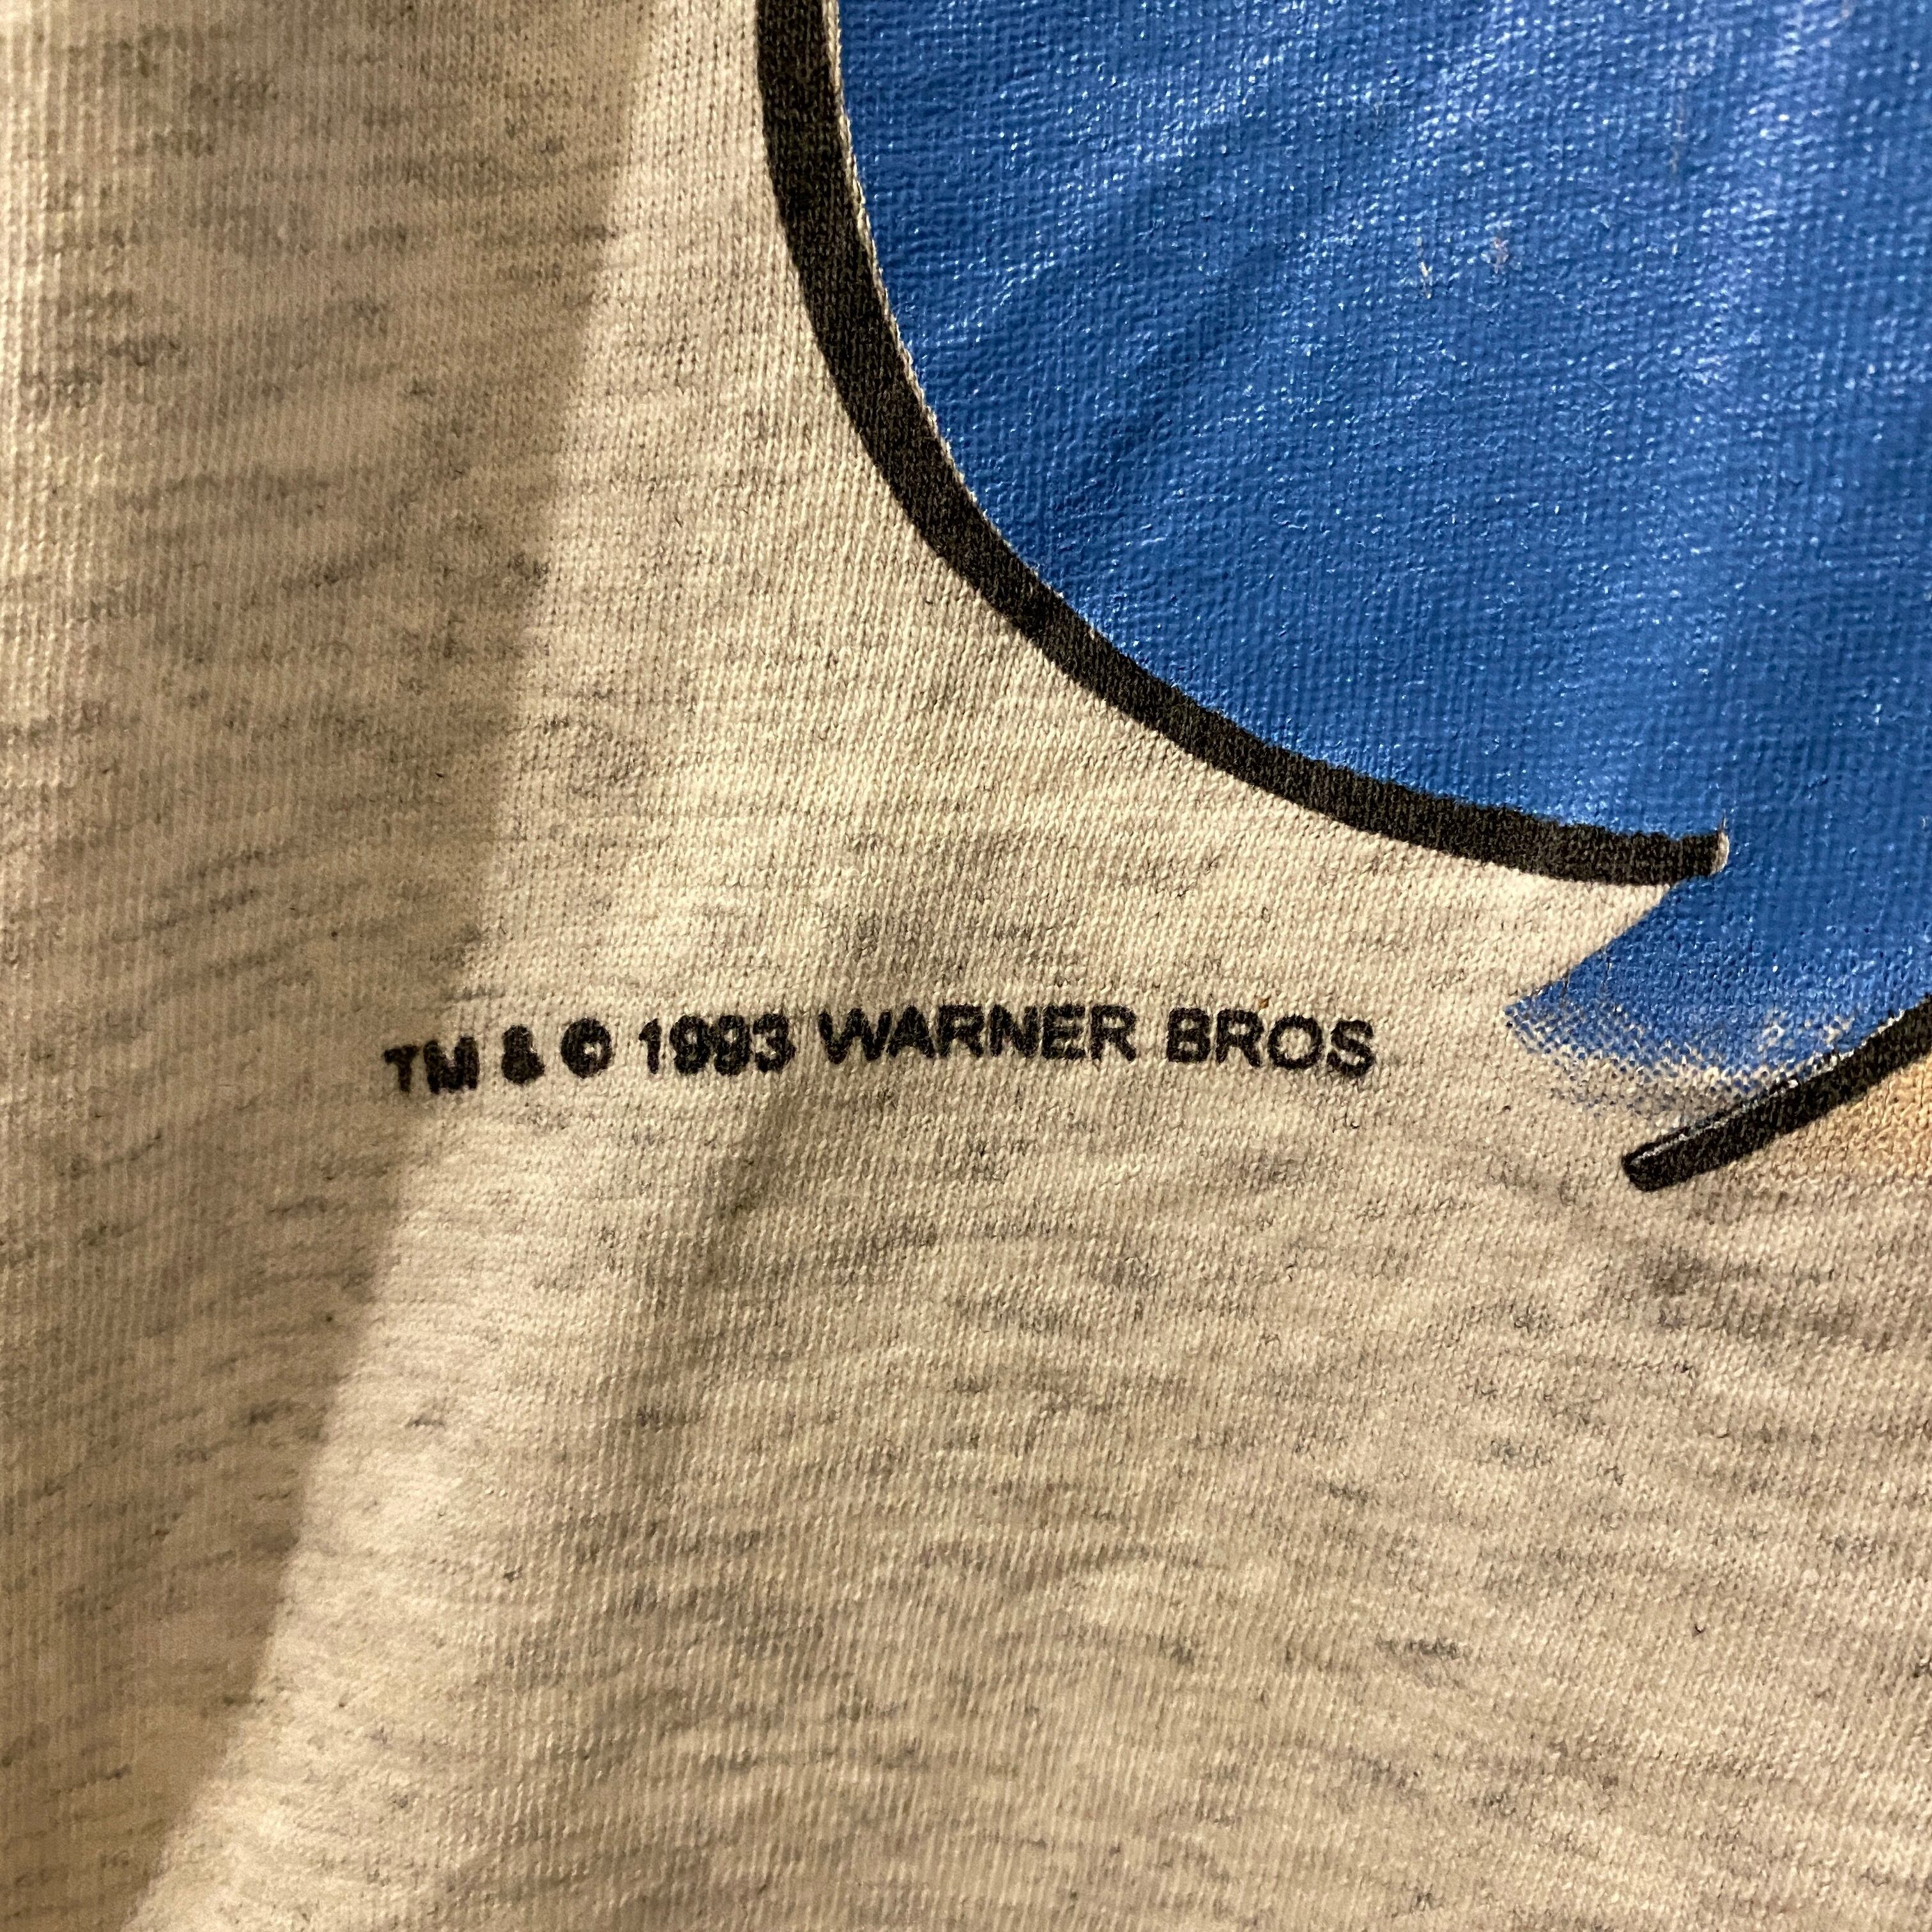 TM & © 1993 WARNER BROS